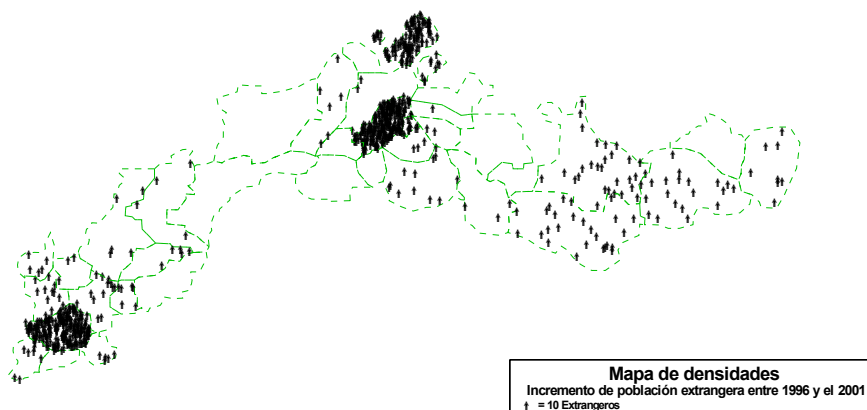 Mapa de densidades
Incremento de población extrangera entre 1996 y el 2001
= 10 Extrangeros